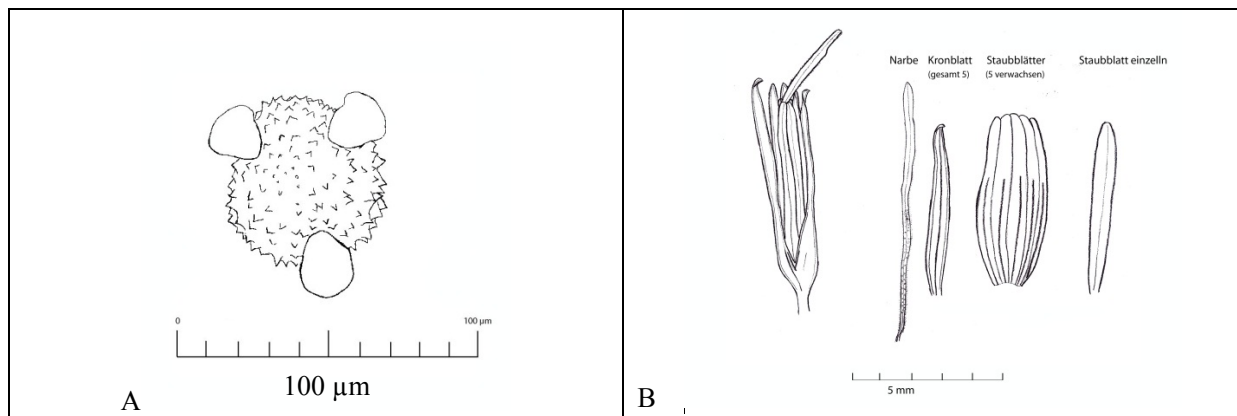 0 100 µm
100 µm
A
Narbe Kronblatt Staubblätter Staubblatt einzelln
(gesamt 5) (5 verwachsen)
5 mm
B